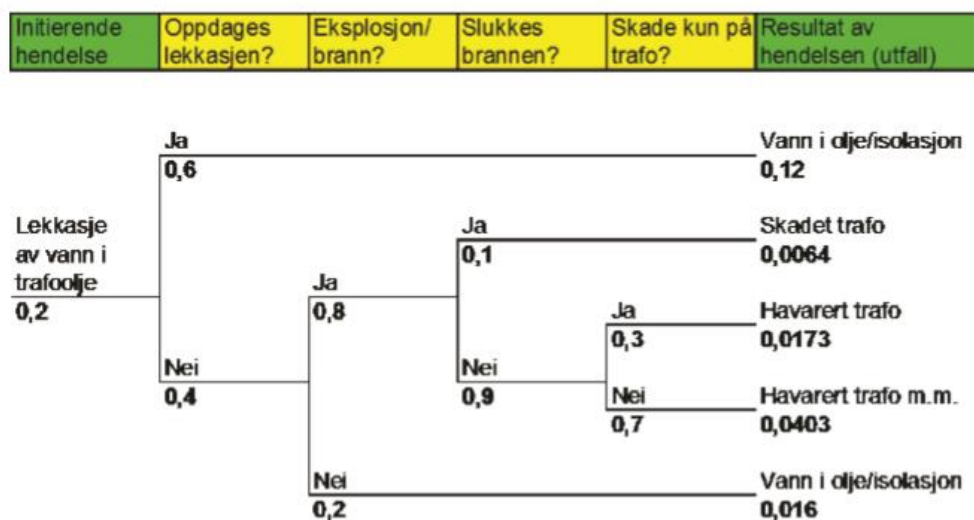 Initierende hendelse
Oppdages lekkasjen?
Eksplosjon/ brann?
Slukkes brannen?
Skade kun på trafo?
Resultat av hendelsen (utfall)
Ja
0,6
Vann i olje/isolasjon
0,12
Lekkasje
av vann i
trafoolje
0,2
Ja
0,1
Skadet trafo
0,0064
Ja
0,8
Ja
0,3
Havarert trafo
0,0173
Nei
0,4
Nei
0,9
Nei
0,7
Havarert trafo m.m.
0,0403
Nei
0,2
Vann i olje/isolasjon
0,016